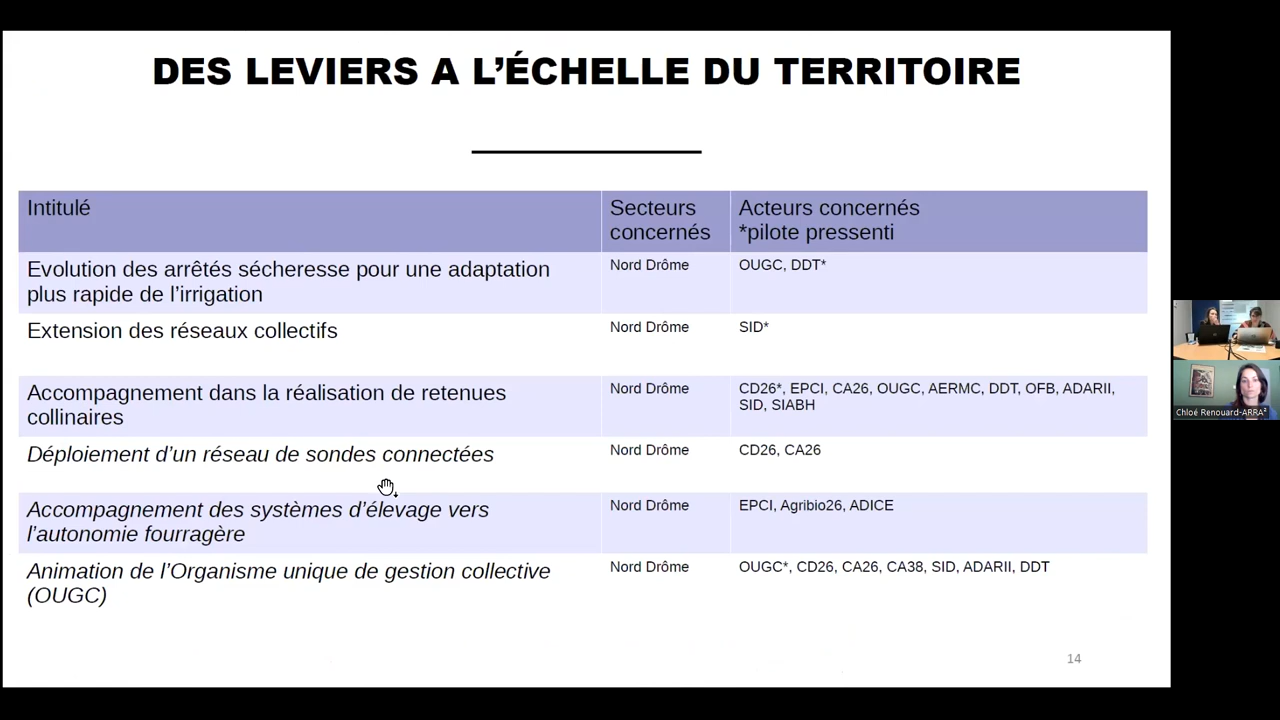 DES LEVIERS A L’ÉCHELLE DU TERRITOIRE
Intitulé
Secteurs
concernés
Acteurs concernés
*pilote pressenti
Evolution des arrêtés sécheresse pour une adaptation
plus rapide de l’irrigation
Nord Drôme
OUGC, DDT*
Extension des réseaux collectifs
Nord Drôme
SID*
Accompagnement dans la réalisation de retenues
collinaires
Nord Drôme
CD26*, EPCI, CA26, OUGC, AERMC, DDT, OFB, ADARII,
SID, SIABH
Déploiement d’un réseau de sondes connectées
Nord Drôme
CD26, CA26
Accompagnement des systèmes d’élevage vers
l’autonomie fourragère
Nord Drôme
EPCI, Agribio26, ADICE
Animation de l’Organisme unique de gestion collective
(OUGC)
Nord Drôme
OUGC*, CD26, CA26, CA38, SID, ADARII, DDT
14
Chloé Renouard-ARRA²